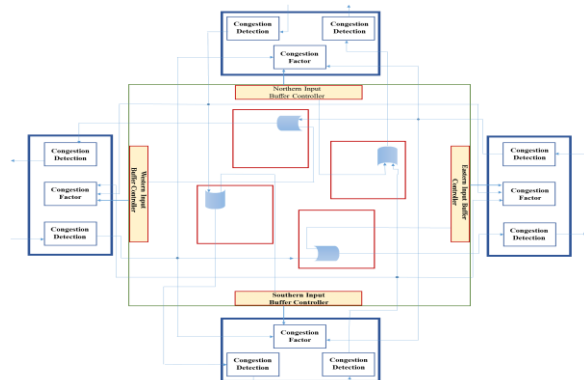 Congestion
Detection
Congestion
Detection
Congestion
Factor
Northern Input
Buffer Controller
Congestion
Detection
Congestion
Factor
Congestion
Detection
Western Input
Buffer Controller
Eastern Input Buffer
Controller
Congestion
Detection
Congestion
Factor
Congestion
Detection
Southern Input
Buffer Controller
Congestion
Factor
Congestion
Detection
Congestion
Detection